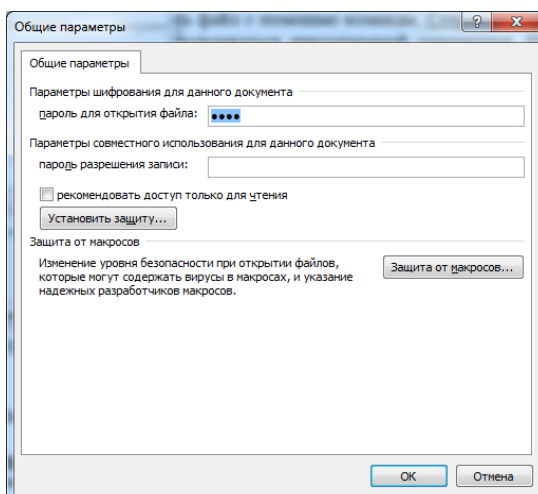 Общие параметры
Общие параметры
Параметры шифрования для данного документа
пароль для открытия файла: ••••
Параметры совместного использования для данного документа
пароль разрешения записи:
рекомендовать доступ только для чтения
Установить защиту...
Защита от макросов
Изменение уровня безопасности при открытии файлов,
которые могут содержать вирусы в макросах, и указание
надежных разработчиков макросов.
Защита от макросов...
ОК Отмена